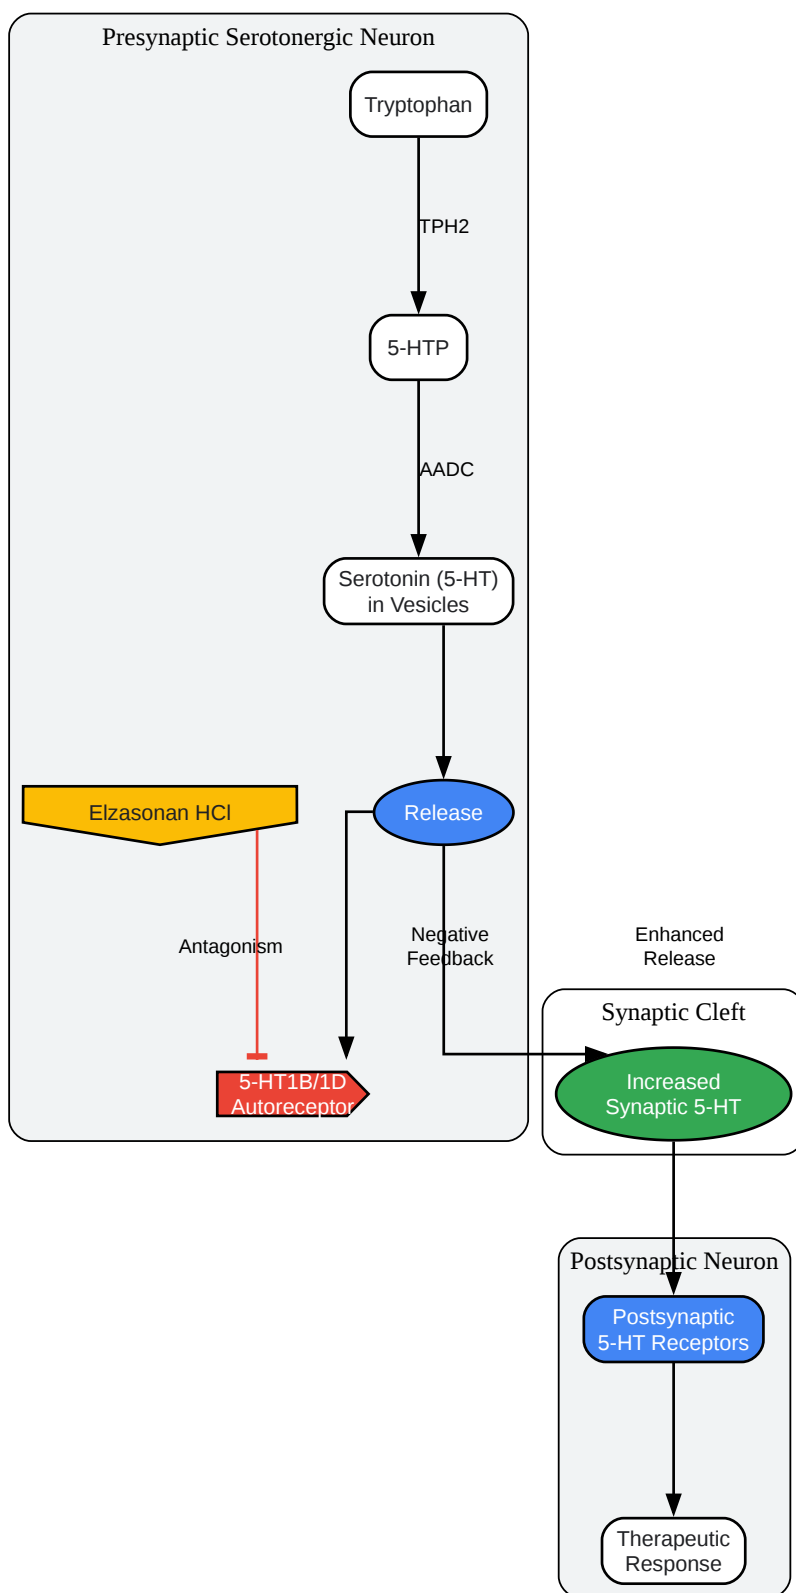 Presynaptic Serotonergic Neuron
Tryptophan
TPH2
5-HTP
AADC
Serotonin (5-HT)
in Vesicles
Elzasonan HCl
Release
Antagonism
Negative
Feedback
Enhanced
Release
Synaptic Cleft
5-HT1B/1D
Autoreceptor
Increased
Synaptic 5-HT
Postsynaptic Neuron
Postsynaptic
5-HT Receptors
Therapeutic
Response